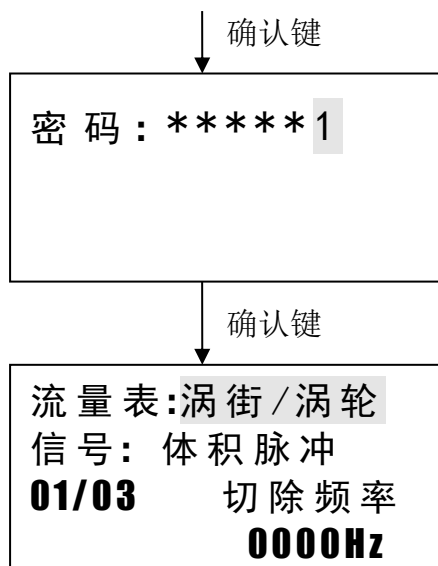 确认键
密码:*****1
确认键
流量表:涡街/涡轮
信号: 体积脉冲
01/03 切除频率
0000Hz